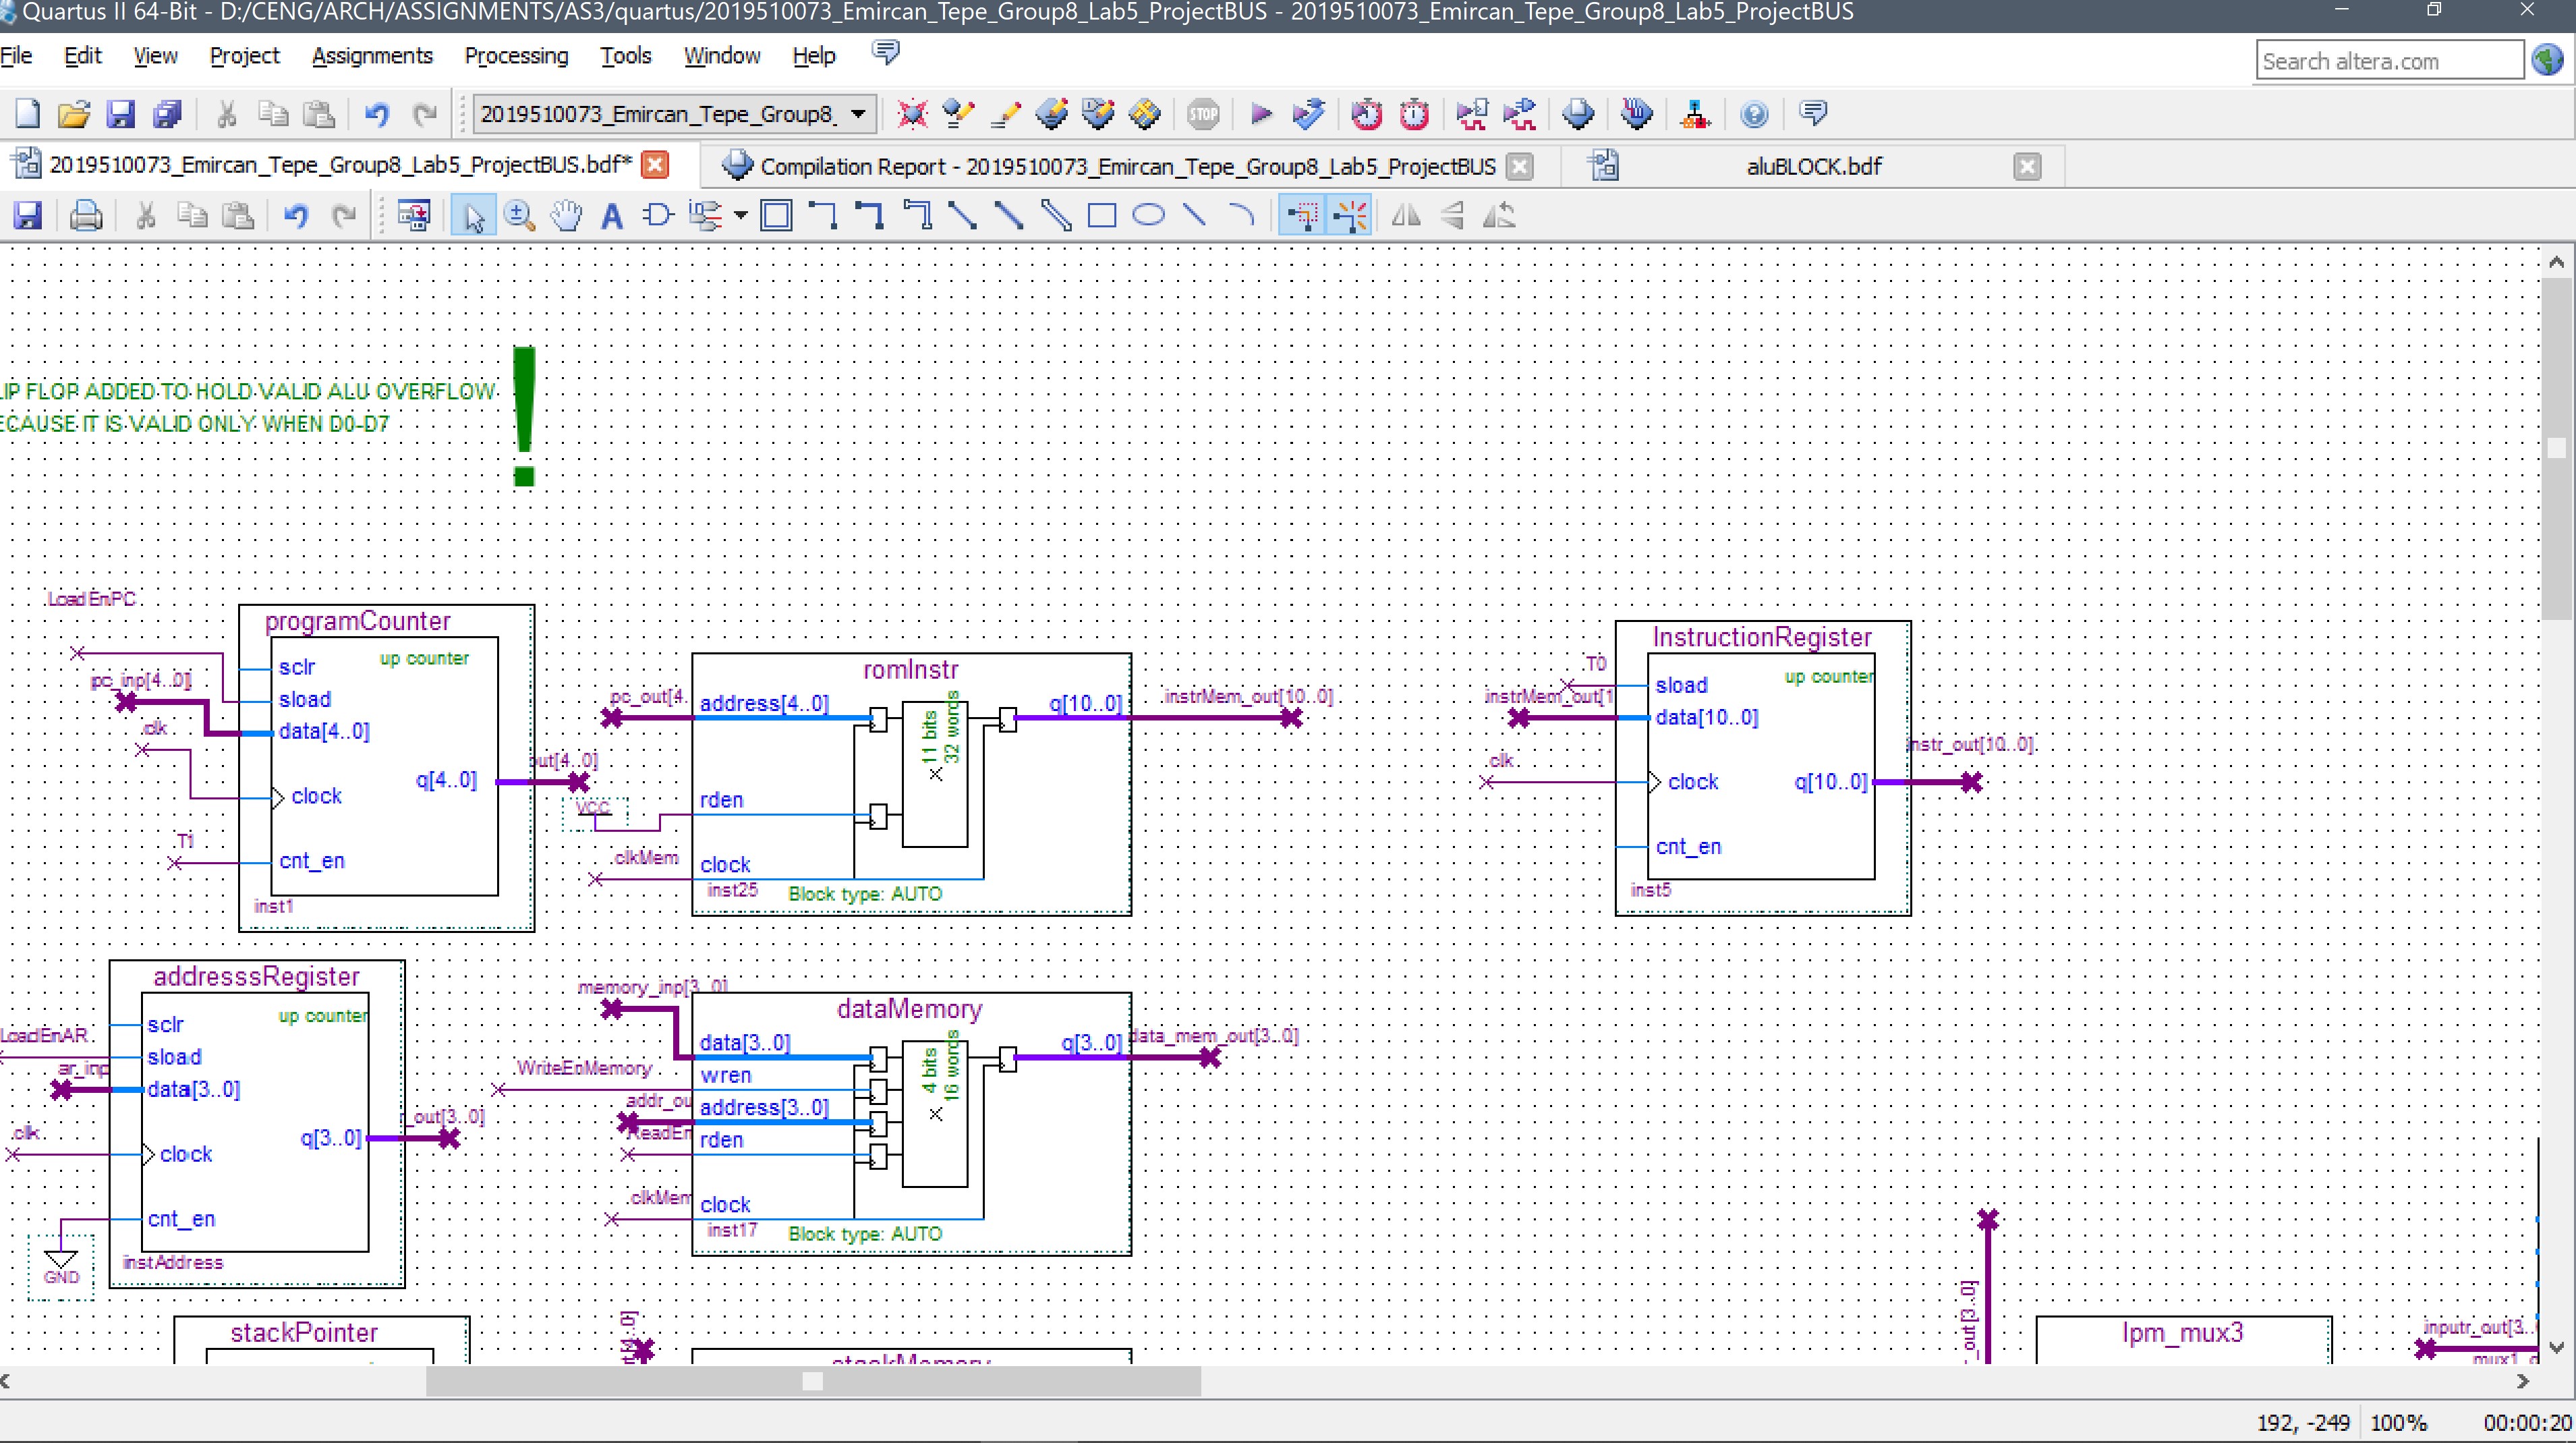 Quartus II 64-Bit - D:/CENG/ARCH/ASSIGNMENTS/AS3/quartus/2019510073_Emircan_Tepe_Group8_Lab5_ProjectBUS - 2019510073_Emircan_Tepe_Group8_Lab5_ProjectBUS
File Edit View Project Assignments Processing Tools Window Help
Search altera.com
2019510073_Emircan_Tepe_Group8_
STOP
2019510073_Emircan_Tepe_Group8_Lab5_ProjectBUS.bdf*
Compilation Report - 2019510073_Emircan_Tepe_Group8_Lab5_ProjectBUS
aluBLOCK.bdf
IP FLOP ADDED TO HOLD VALID ALU OVERFLOW
ECAUSE IT IS VALID ONLY WHEN D0-D7
!
LoadEnPC
programCounter
up counter
sclr
pc_inp[4..0]
sload
clk
data[4..0]
q[4..0]
out[4..0]
clock
T1
cnt_en
inst1
romInstr
pc_out[4.
address[4..0]
q[10..0]
instrMem_out[10..0]
11 bits
32 words
VCC
rden
clkMem
clock
inst25
Block type: AUTO
InstructionRegister
T0
up counter
sload
instrMem_out[1
data[10..0]
instr_out[10..0]
clk
clock
q[10..0]
cnt_en
inst5
addresssRegister
up counter
sclr
LoadEnAR
sload
ar_inp
data[3..0]
_out[3..0]
clk
q[3..0]
clock
cnt_en
GND
instAddress
memory_inp[3..0]
dataMemory
data[3..0]
q[3..0]
data_mem_out[3..0]
WriteEnMemory
wren
4 bits
16 words
addr_ou
address[3..0]
ReadEn
rden
clkMem
clock
inst17
Block type: AUTO
stackPointer
stackMemory
_out[3..0]
lpm_mux3
inputr_out[3..
192, -249
100%
00:00:20